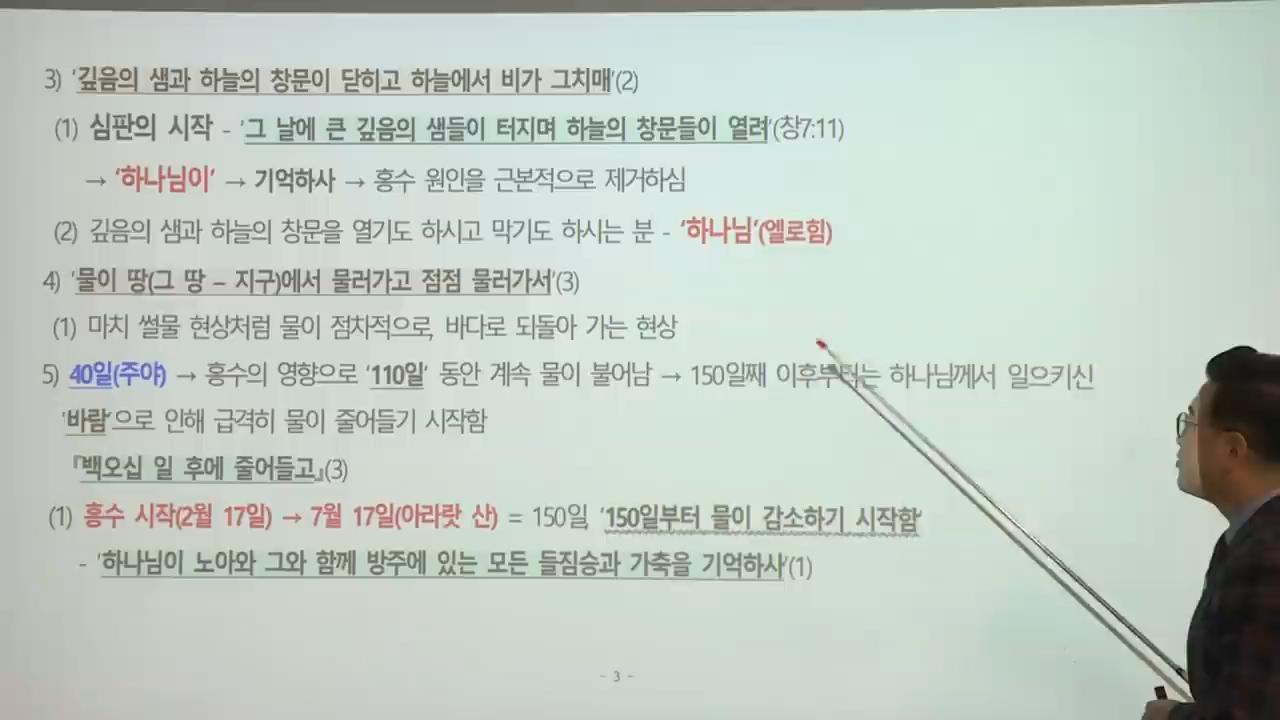 3) '깊음의 샘과 하늘의 창문이 닫히고 하늘에서 비가 그치매'(2)
(1) 심판의 시작 - '그 날에 큰 깊음의 샘들이 터지며 하늘의 창문들이 열려'(창7:11)
→ '하나님이' → 기억하사 → 홍수 원인을 근본적으로 제거하심
(2) 깊음의 샘과 하늘의 창문을 열기도 하시고 막기도 하시는 분 - '하나님'(엘로힘)
4) '물이 땅(그 땅 – 지구)에서 물러가고 점점 물러가서'(3)
(1) 마치 썰물 현상처럼 물이 점차적으로, 바다로 되돌아 가는 현상
5) 40일(주야) → 홍수의 영향으로 '110일' 동안 계속 물이 불어남 → 150일째 이후부터는 하나님께서 일으키신
'바람'으로 인해 급격히 물이 줄어들기 시작함
『백오십 일 후에 줄어들고』(3)
(1) 홍수 시작(2월 17일) → 7월 17일(아라랏 산) = 150일, '150일부터 물이 감소하기 시작함'
- '하나님이 노아와 그와 함께 방주에 있는 모든 들짐승과 가축을 기억하사'(1)
- 3 -